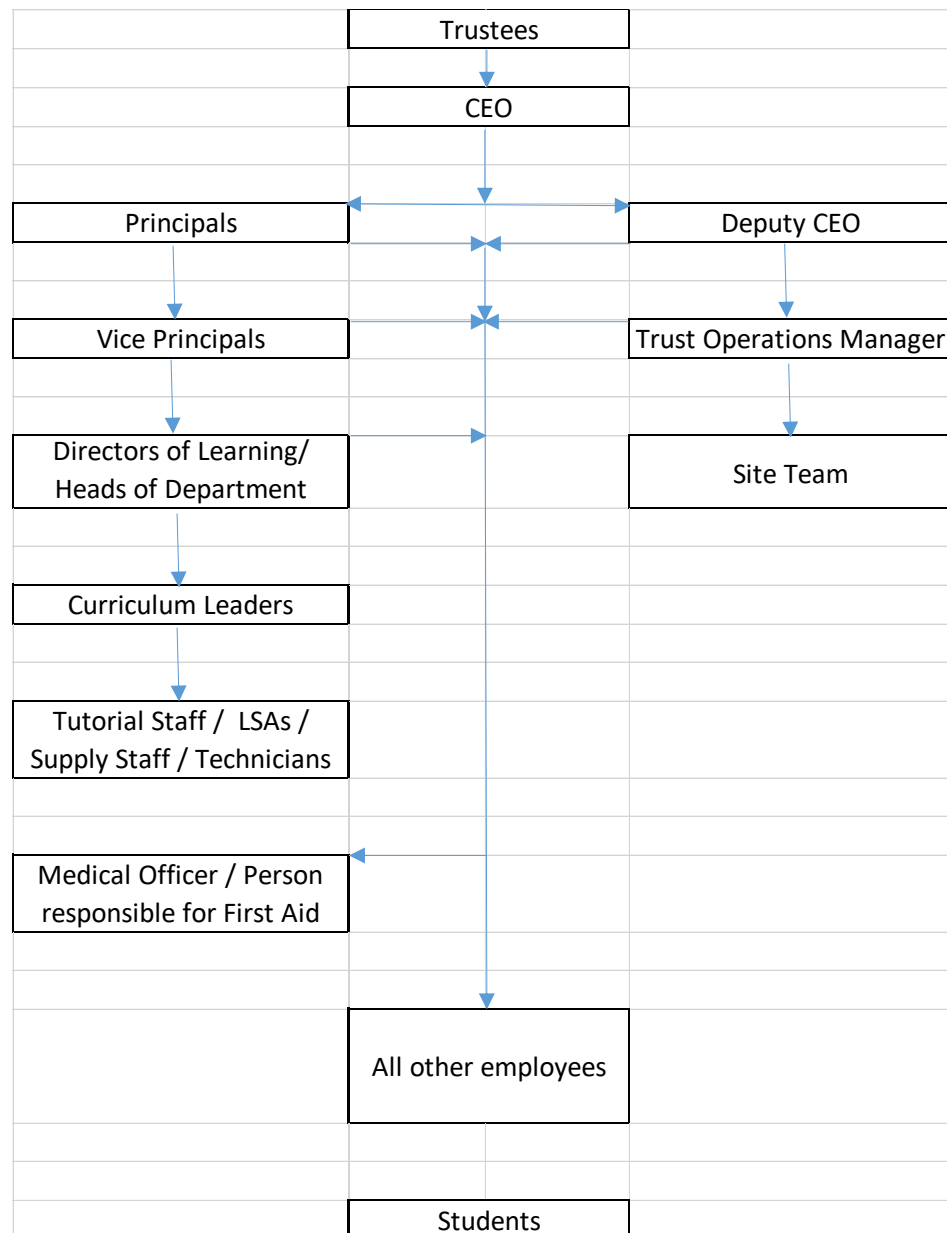 Trustees
CEO
Principals
Deputy CEO
Vice Principals
Trust Operations Manager
Directors of Learning/
Heads of Department
Site Team
Curriculum Leaders
Tutorial Staff / LSAs /
Supply Staff / Technicians
Medical Officer / Person
responsible for First Aid
All other employees
Students